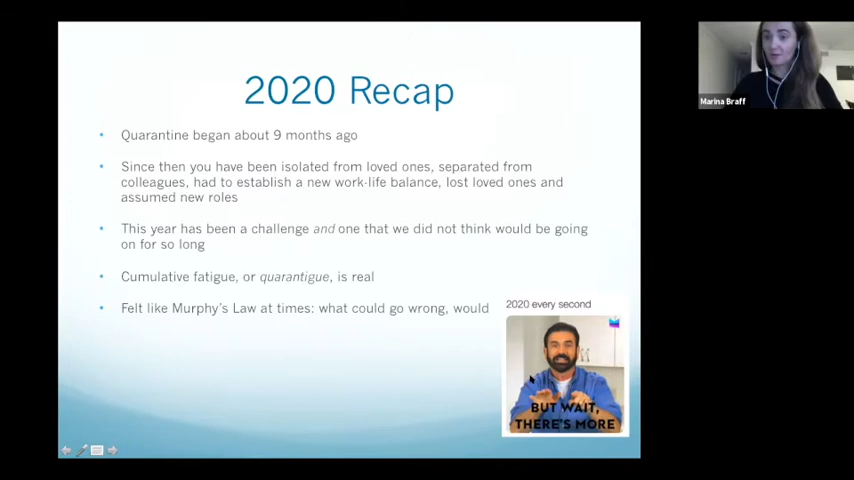 2020 Recap
• Quarantine began about 9 months ago
• Since then you have been isolated from loved ones, separated from
colleagues, had to establish a new work-life balance, lost loved ones and
assumed new roles
• This year has been a challenge and one that we did not think would be going
on for so long
• Cumulative fatigue, or quarantigue, is real
• Felt like Murphy's Law at times: what could go wrong, would
2020 every second
BUT WAIT,
THERE'S MORE
Marina Braff